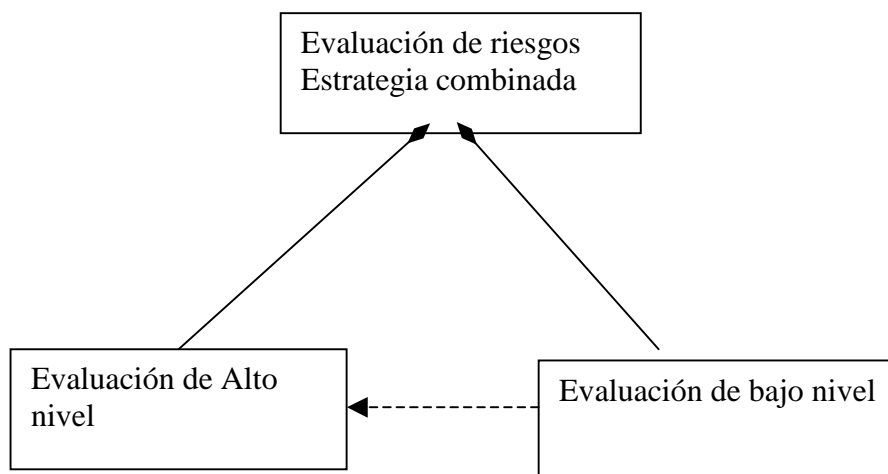 Evaluación de riesgos
Estrategia combinada
Evaluación de Alto
nivel
Evaluación de bajo nivel